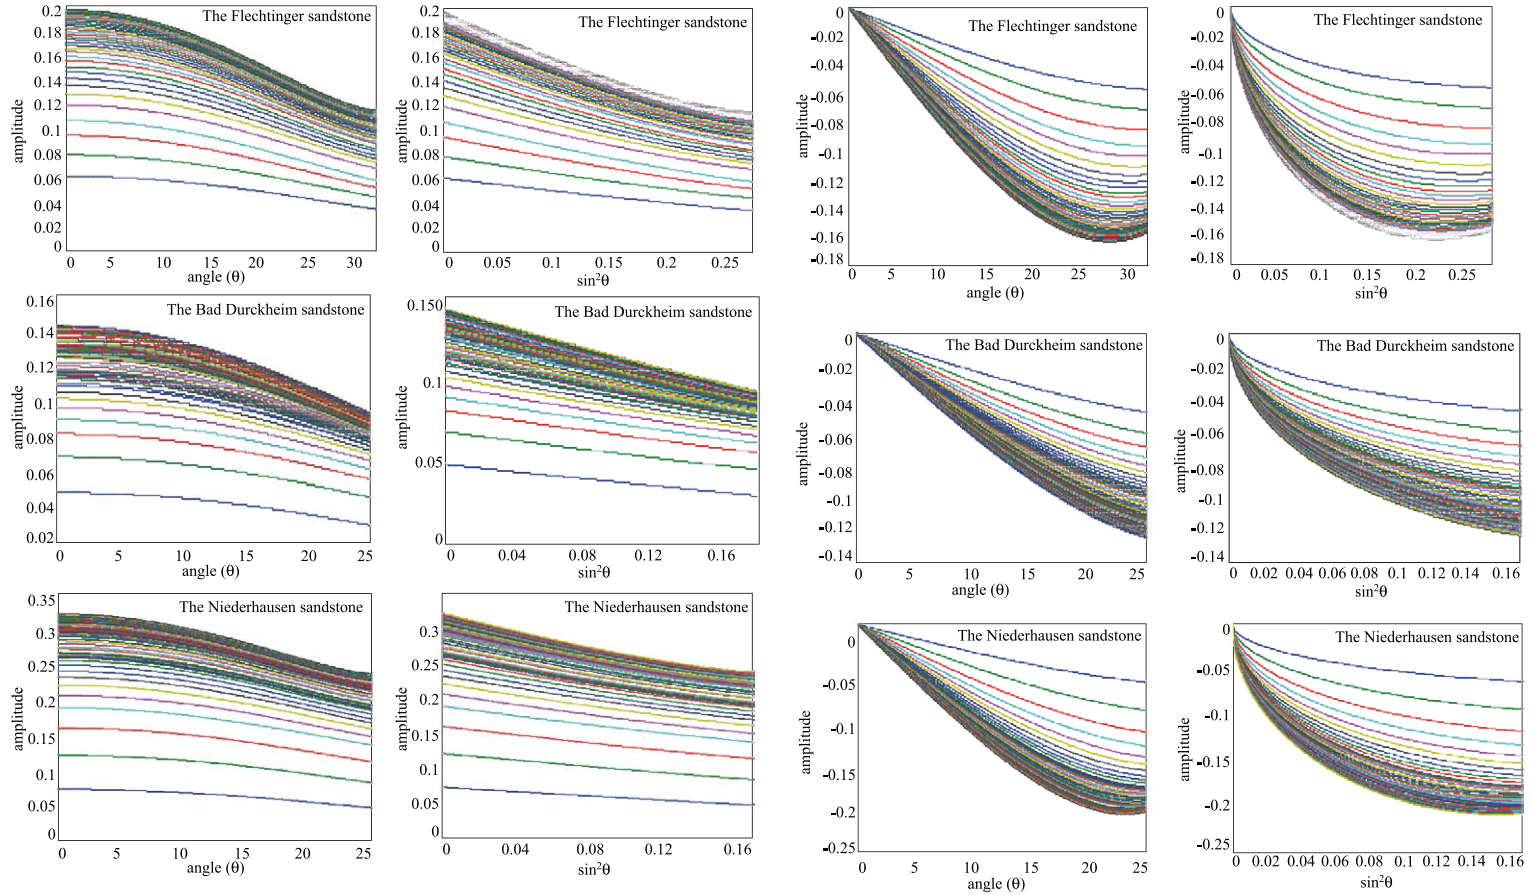 The Flechtinger sandstone
0.2
0.18
0.16
0.14
0.12
0.1
0.08
0.06
0.04
0.02
0
amplitude
0 5 10 15 20 25 30
angle (θ)
The Flechtinger sandstone
0.2
0.18
0.16
0.14
0.12
0.1
0.08
0.06
0.04
0.02
0
amplitude
0 0.05 0.1 0.15 0.2 0.25
sin²θ
The Flechtinger sandstone
0
-0.02
-0.04
-0.06
-0.08
-0.1
-0.12
-0.14
-0.16
-0.18
amplitude
0 5 10 15 20 25 30
angle (θ)
The Flechtinger sandstone
0
-0.02
-0.04
-0.06
-0.08
-0.1
-0.12
-0.14
-0.16
-0.18
amplitude
0 0.05 0.1 0.15 0.2 0.25
sin²θ
The Bad Durckheim sandstone
0.16
0.14
0.12
0.1
0.08
0.06
0.04
0.02
amplitude
0 5 10 15 20 25
angle (θ)
The Bad Durckheim sandstone
0.150
0.1
0.05
0
amplitude
0 0.04 0.08 0.12 0.16
sin²θ
The Bad Durckheim sandstone
0
-0.02
-0.04
-0.06
-0.08
-0.1
-0.12
-0.14
amplitude
0 5 10 15 20 25
angle (θ)
The Bad Durckheim sandstone
0
-0.02
-0.04
-0.06
-0.08
-0.1
-0.12
-0.14
amplitude
0 0.02 0.04 0.06 0.08 0.1 0.12 0.14 0.16
sin²θ
The Niederhausen sandstone
0.35
0.3
0.25
0.2
0.15
0.1
0.05
0
amplitude
0 5 10 15 20 25
angle (θ)
The Niederhausen sandstone
0.3
0.25
0.2
0.15
0.1
0.05
0
amplitude
0 0.04 0.08 0.12 0.16
sin²θ
The Niederhausen sandstone
0
-0.05
-0.1
-0.15
-0.2
-0.25
amplitude
0 5 10 15 20 25
angle (θ)
The Niederhausen sandstone
0
-0.05
-0.1
-0.15
-0.2
-0.25
amplitude
0 0.02 0.04 0.06 0.08 0.1 0.12 0.14 0.16
sin²θ